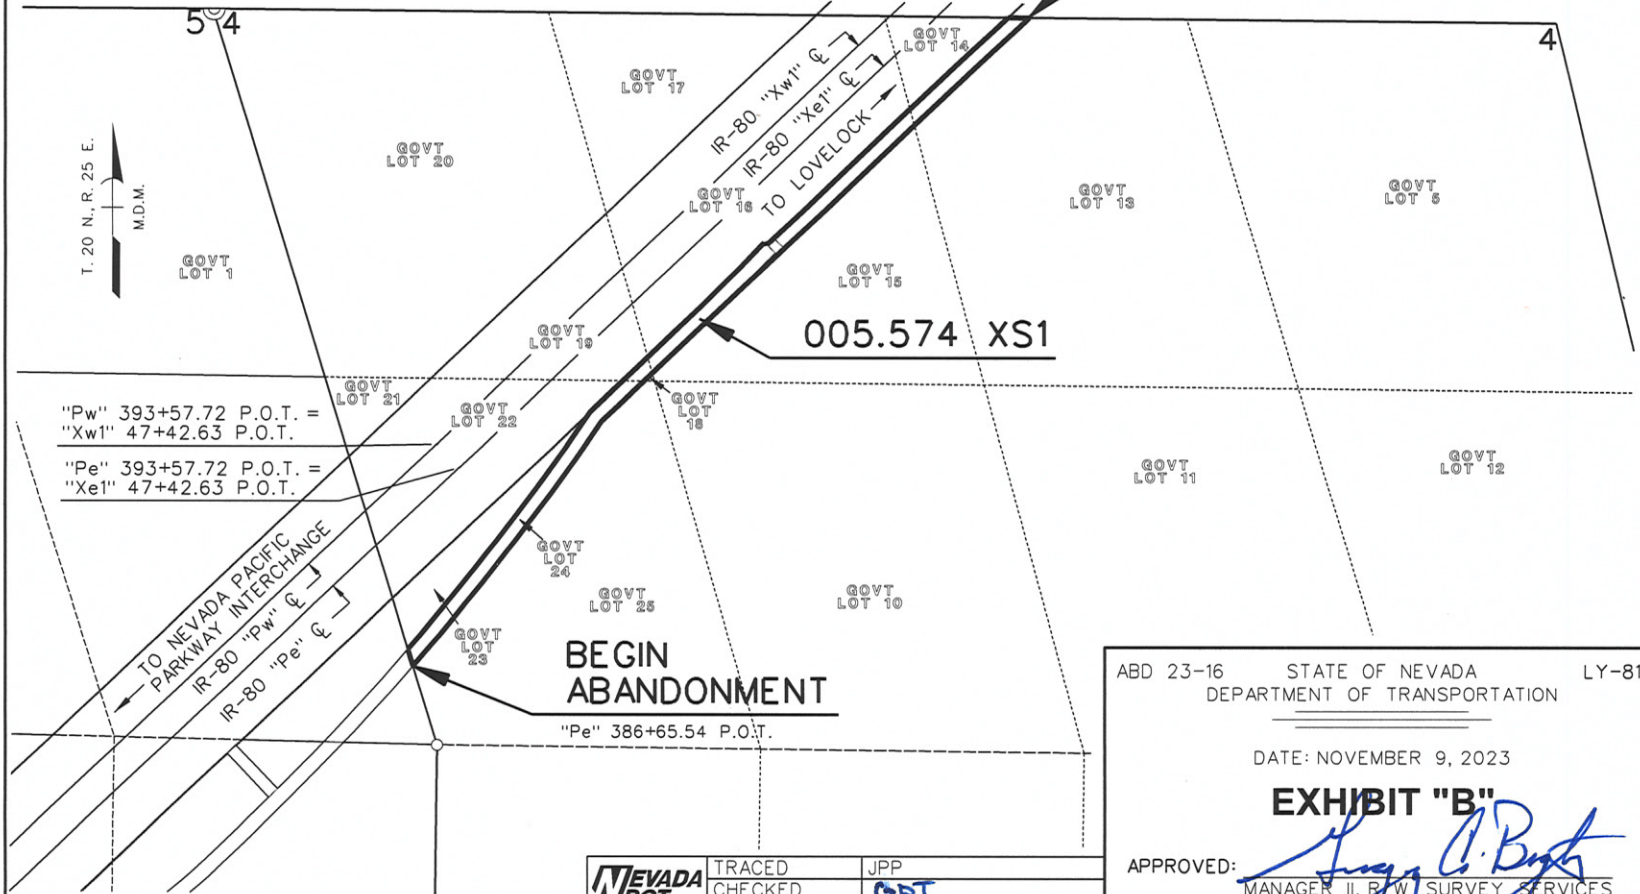 5 4
4
T. 20 N., R. 25 E.
M.D.M.
GOVT
LOT 17
GOVT
LOT 14
GOVT
LOT 20
IR-80 "Xw1" ℄
IR-80 "Xe1" ℄
TO LOVELOCK
GOVT
LOT 16
GOVT
LOT 13
GOVT
LOT 5
GOVT
LOT 1
GOVT
LOT 15
GOVT
LOT 19
005.574 XS1
GOVT
LOT 21
GOVT
LOT 22
GOVT
LOT
18
"Pw" 393+57.72 P.O.T. =
"Xw1" 47+42.63 P.O.T.
"Pe" 393+57.72 P.O.T. =
"Xe1" 47+42.63 P.O.T.
GOVT
LOT 11
GOVT
LOT 12
TO NEVADA PACIFIC
PARKWAY INTERCHANGE
IR-80 "Pw" ℄
IR-80 "Pe" ℄
GOVT
LOT
24
GOVT
LOT 25
GOVT
LOT 10
GOVT
LOT
23
BEGIN
ABANDONMENT
"Pe" 386+65.54 P.O.T.
ABD 23-16 STATE OF NEVADA LY-81
DEPARTMENT OF TRANSPORTATION
DATE: NOVEMBER 9, 2023
EXHIBIT "B"
APPROVED:
MANAGER II, R/W SURVEY SERVICES
NEVADA
DOT
TRACED JPP
CHECKED